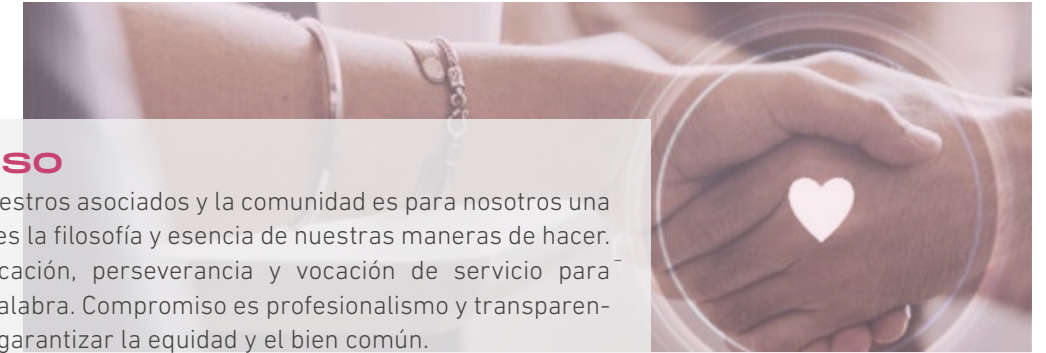 SO
estros asociados y la comunidad es para nosotros una
es la filosofía y esencia de nuestras maneras de hacer.
cación, perseverancia y vocación de servicio para
alabra. Compromiso es profesionalismo y transparen-
garantizar la equidad y el bien común.